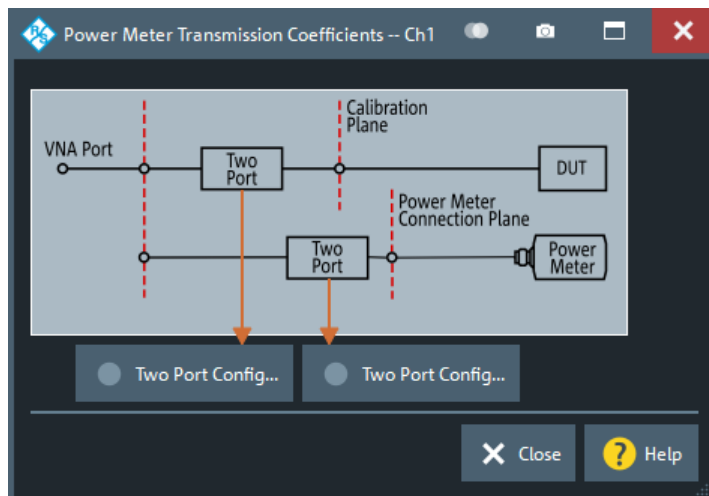 Power Meter Transmission Coefficients -- Ch1
Calibration
Plane
VNA Port
Two
Port
DUT
Power Meter
Connection Plane
Two
Port
Power
Meter
Two Port Config...
Two Port Config...
Close
? Help